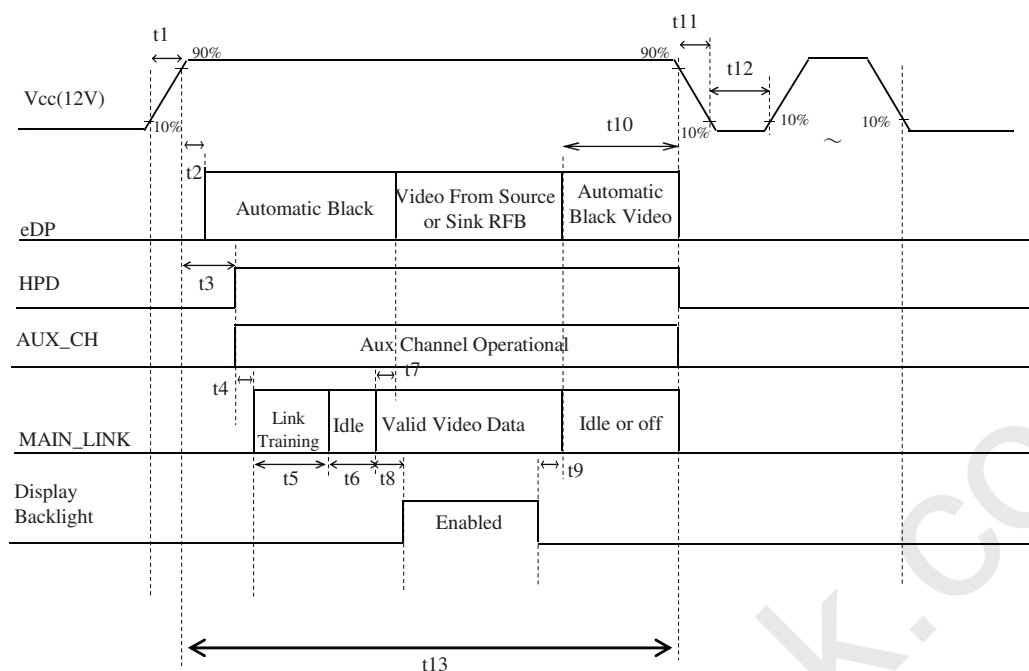 t1
90%
90%
t11
t12
Vcc(12V)
10%
10%
10%
10%
~
t10
t2
Automatic Black
Video From Source
or Sink RFB
Automatic
Black Video
eDP
t3
HPD
AUX_CH
Aux Channel Operational
t4
t7
MAIN_LINK
Link
Training
Idle
Valid Video Data
Idle or off
t5
t6
t8
t9
Display
Backlight
Enabled
t13
k.co